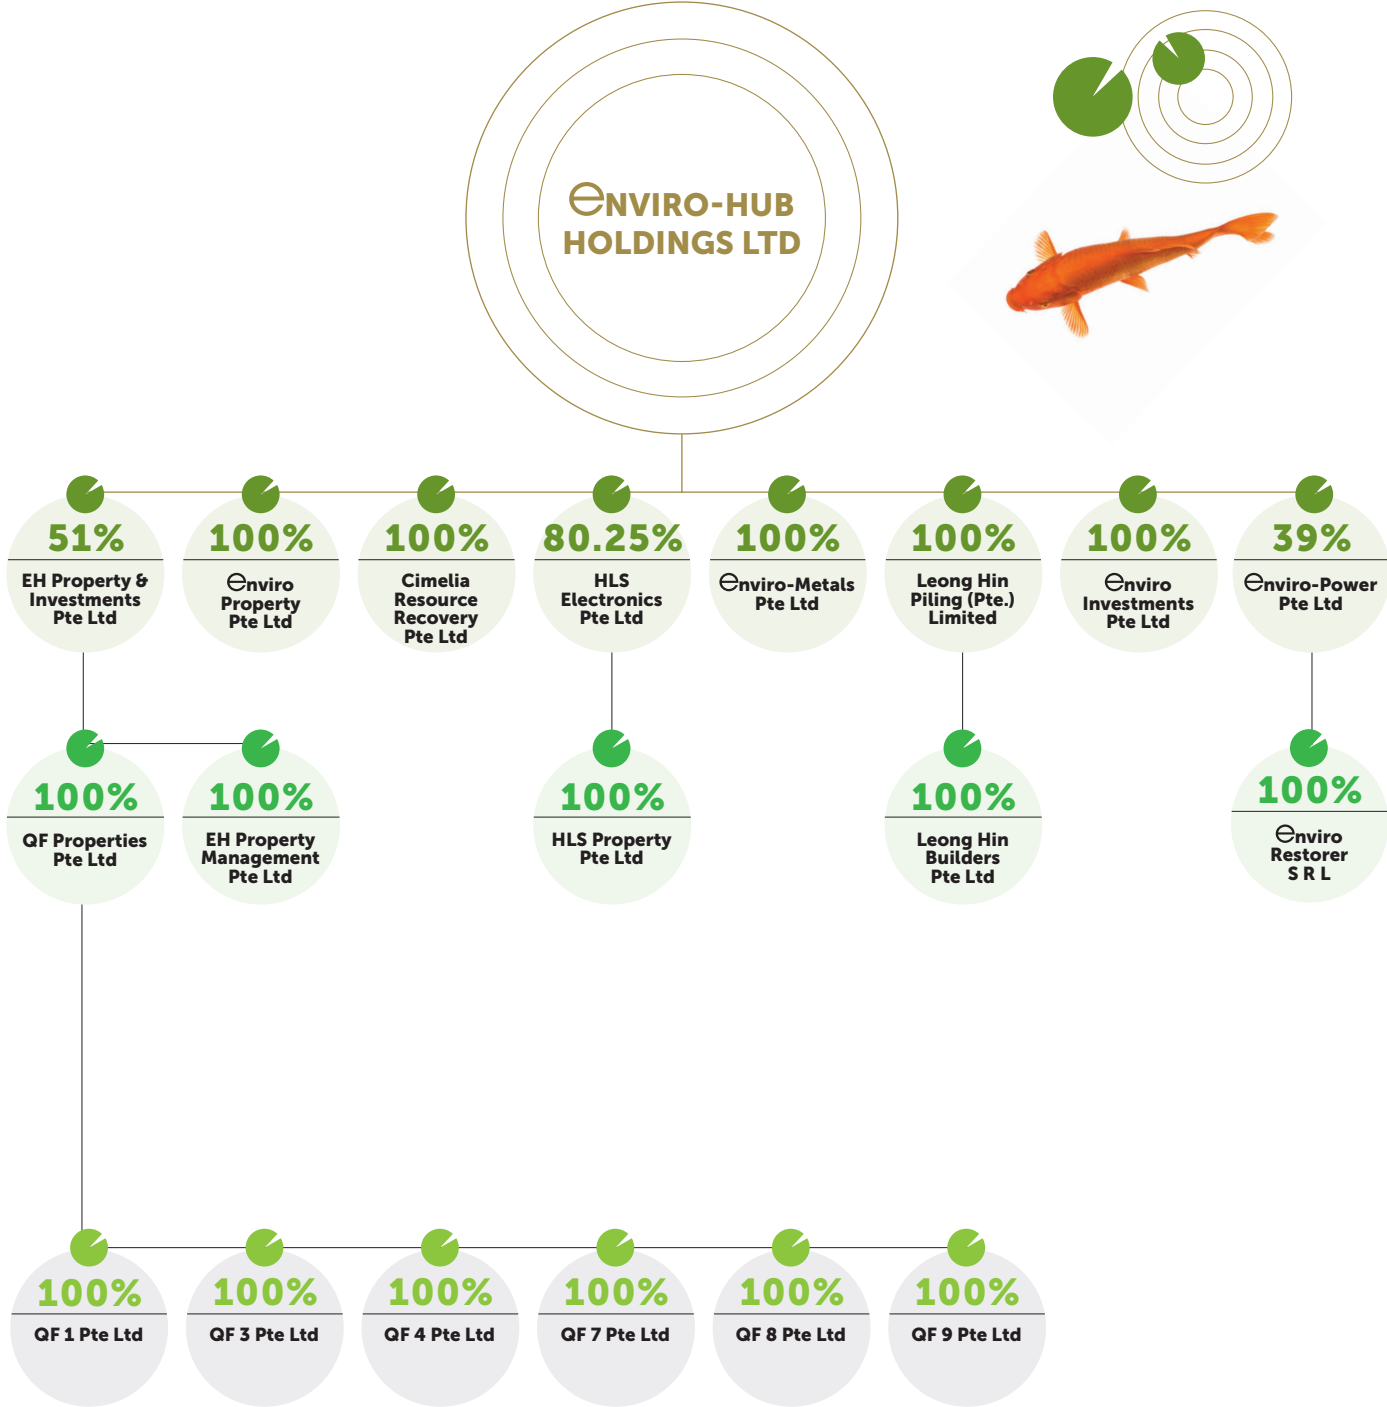 enVIRO-HUB
HOLDINGS LTD
51%
EH Property &
Investments
Pte Ltd
100%
enviro
Property
Pte Ltd
100%
Cimelia
Resource
Recovery
Pte Ltd
80.25%
HLS
Electronics
Pte Ltd
100%
enviro-Metals
Pte Ltd
100%
Leong Hin
Piling (Pte.)
Limited
100%
enviro
Investments
Pte Ltd
39%
enviro-Power
Pte Ltd
100%
QF Properties
Pte Ltd
100%
EH Property
Management
Pte Ltd
100%
HLS Property
Pte Ltd
100%
Leong Hin
Builders
Pte Ltd
100%
enviro
Restorer
S R L
100%
QF 1 Pte Ltd
100%
QF 3 Pte Ltd
100%
QF 4 Pte Ltd
100%
QF 7 Pte Ltd
100%
QF 8 Pte Ltd
100%
QF 9 Pte Ltd